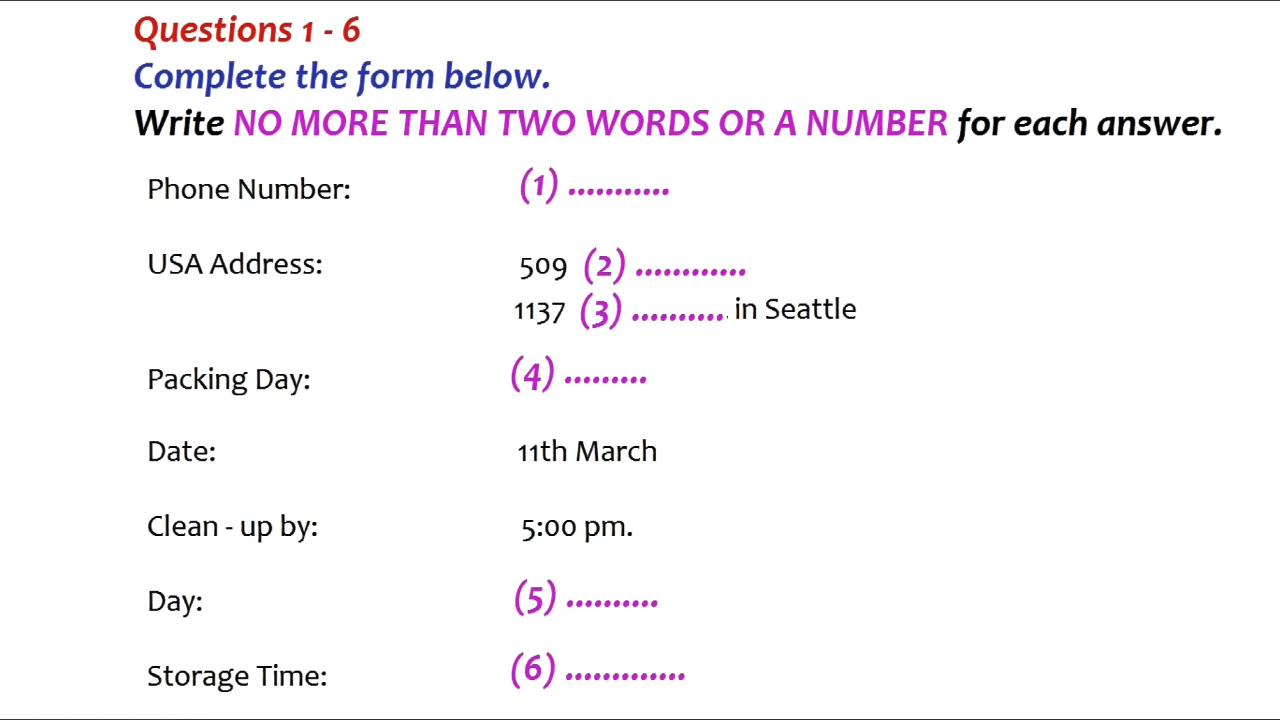 Questions 1 - 6
Complete the form below.
Write NO MORE THAN TWO WORDS OR A NUMBER for each answer.
Phone Number: (1) ...........
USA Address: 509 (2) ............
1137 (3) ........... in Seattle
Packing Day: (4) .........
Date: 11th March
Clean - up by: 5:00 pm.
Day: (5) ..........
Storage Time: (6) .............